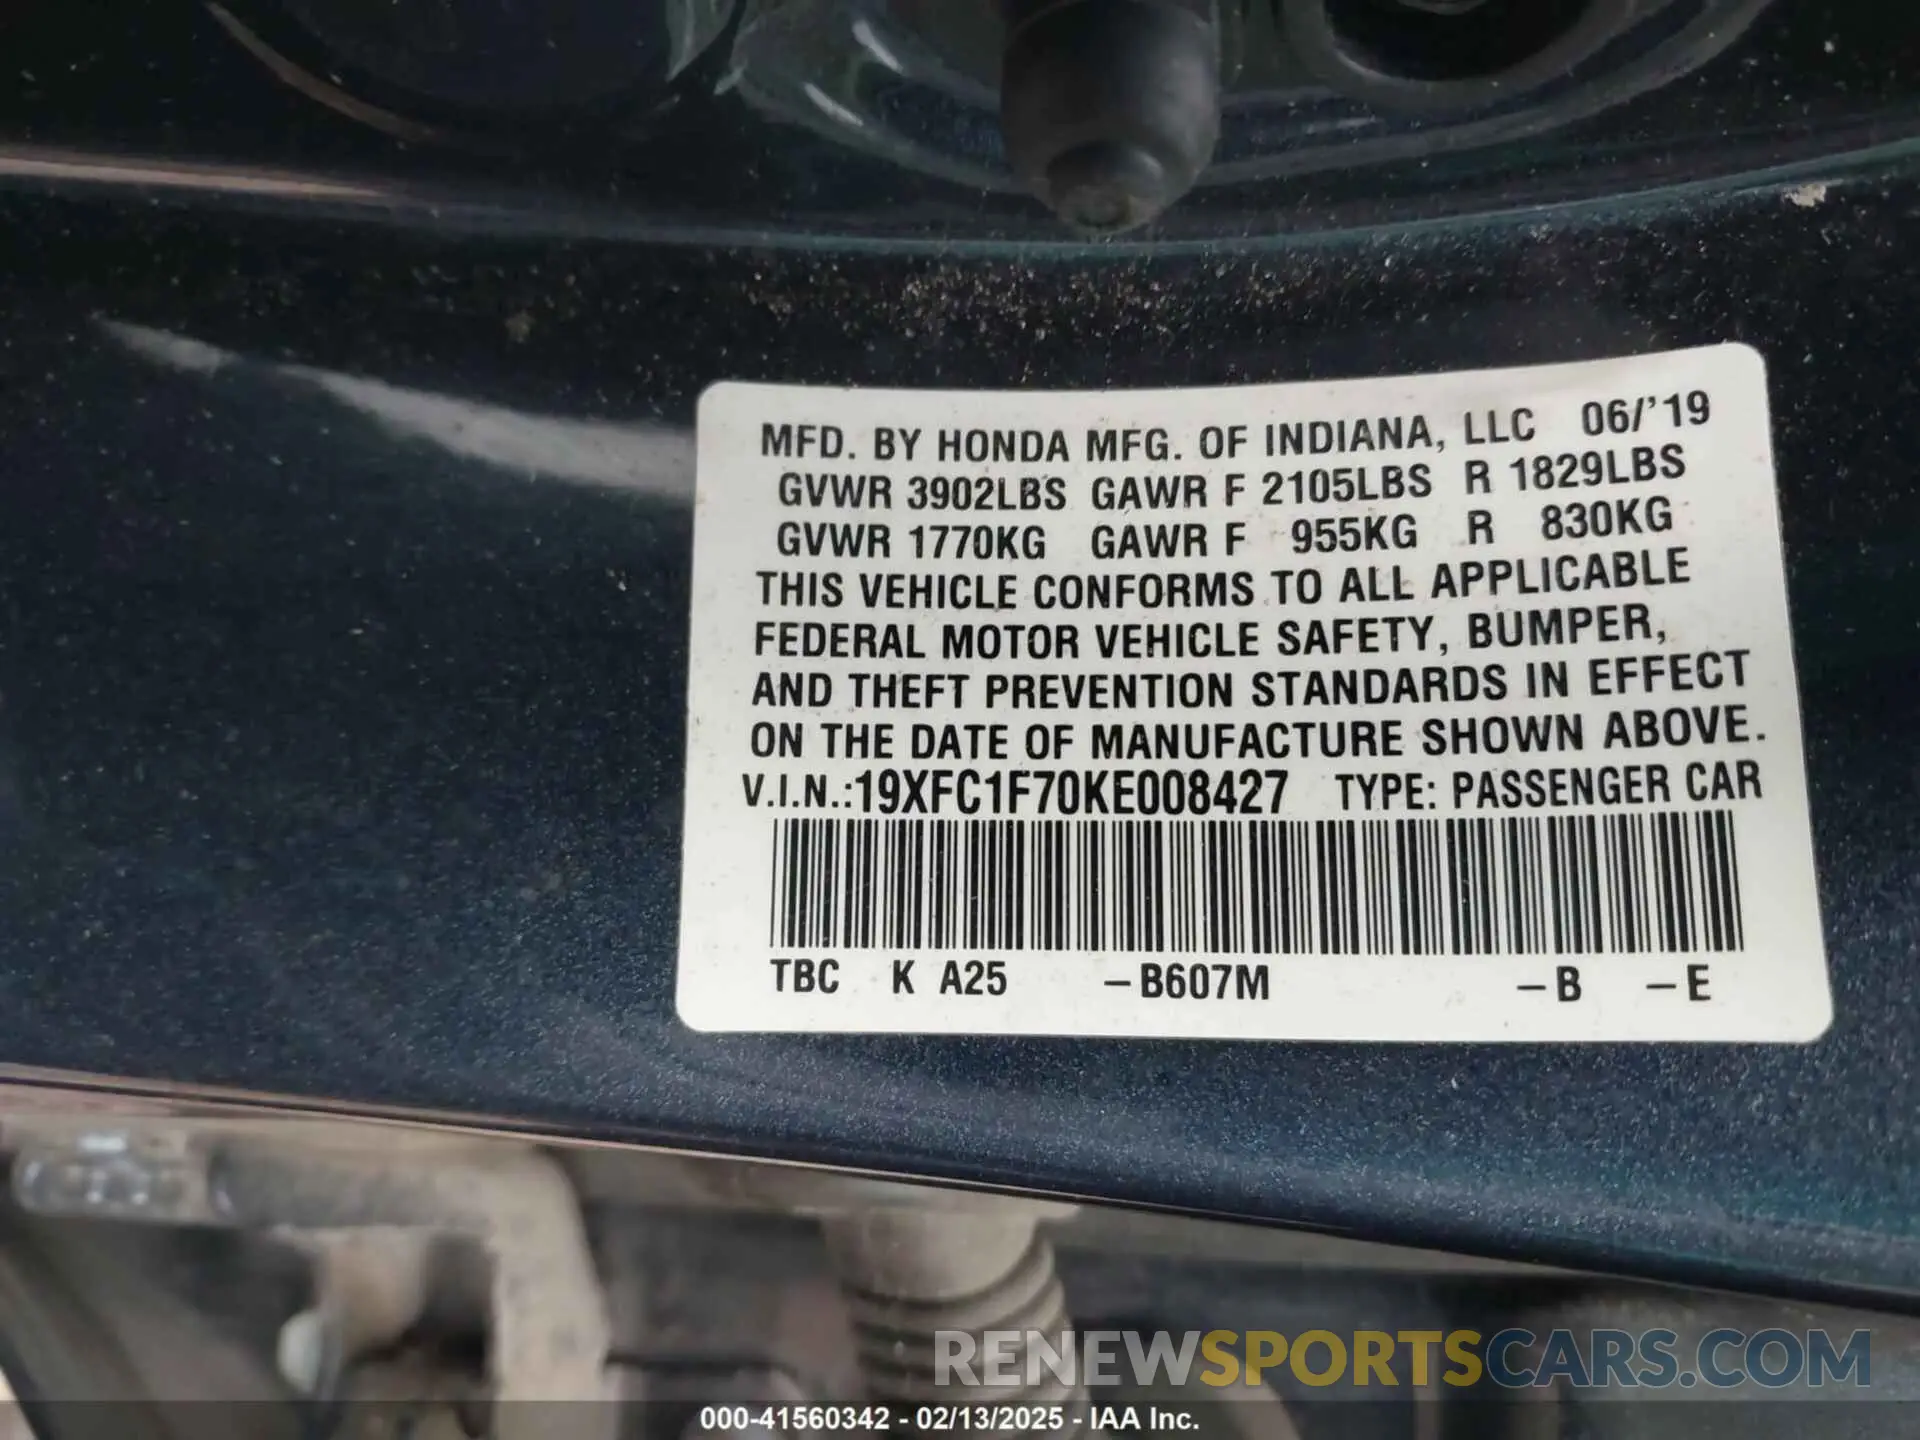 MFD. BY HONDA MFG. OF INDIANA, LLC 06/'19
GVWR 3902LBS GAWR F 2105LBS R 1829LBS
GVWR 1770KG GAWR F 955KG R 830KG
THIS VEHICLE CONFORMS TO ALL APPLICABLE
FEDERAL MOTOR VEHICLE SAFETY, BUMPER,
AND THEFT PREVENTION STANDARDS IN EFFECT
ON THE DATE OF MANUFACTURE SHOWN ABOVE.
V.I.N.:19XFC1F70KE008427 TYPE: PASSENGER CAR
TBC K A25 –B607M –B –E
RENEWSPORTSCARS.COM
000-41560342 - 02/13/2025 - IAA Inc.